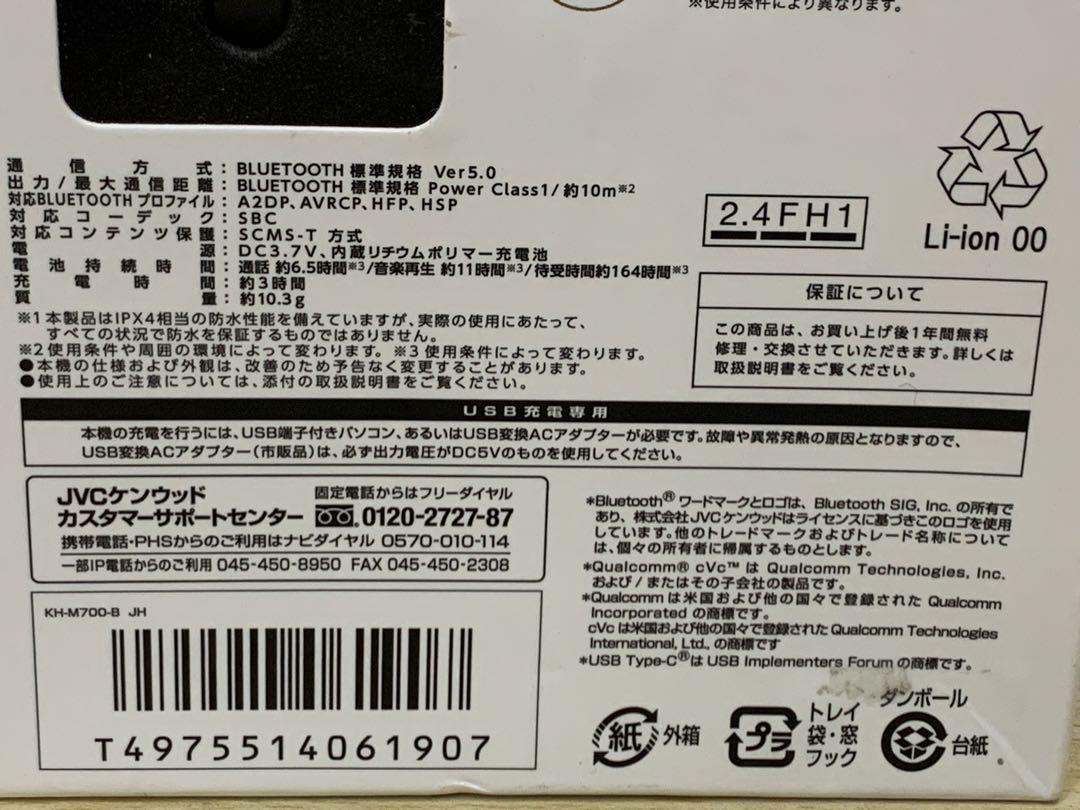 ※使用条件により異なります。
通信方式：BLUETOOTH 標準規格 Ver5.0
出力/最大通信距離：BLUETOOTH 標準規格 Power Class1/約10m※2
対応BLUETOOTH プロファイル：A2DP、AVRCP、HFP、HSP
対応コーデック：SBC
対応コンテンツ保護：SCMS-T 方式
電源：DC3.7V、内蔵リチウムポリマー充電池
電池持続時間：通話 約6.5時間※3/音楽再生 約11時間※3/待受時間約164時間※3
充電時間：約3時間
質量：約10.3g
※1 本製品はIPX4相当の防水性能を備えていますが、実際の使用にあたって、
すべての状況で防水を保証するものではありません。
※2 使用条件や周囲の環境によって変わります。 ※3 使用条件によって変わります。
●本機の仕様および外観は、改善のため予告なく変更することがあります。
●使用上のご注意については、添付の取扱説明書をご覧ください。
2.4FH1
Li-ion 00
保証について
この商品は、お買い上げ後1年間無料
修理・交換させていただきます。詳しくは
取扱説明書をご覧ください。
USB充電専用
本機の充電を行うには、USB端子付きパソコン、あるいはUSB変換ACアダプターが必要です。故障や異常発熱の原因となりますので、
USB変換ACアダプター（市販品）は、必ず出力電圧がDC5Vのものを使用してください。
JVCケンウッド
カスタマーサポートセンター
固定電話からはフリーダイヤル
0120-2727-87
携帯電話・PHSからのご利用はナビダイヤル 0570-010-114
一部IP電話からのご利用 045-450-8950 FAX 045-450-2308
KH-M700-B JH
T4975514061907
*Bluetooth® ワードマークとロゴは、Bluetooth SIG, Inc. の所有で
あり、株式会社JVCケンウッドはライセンスに基づきこのロゴを使用
しています。他のトレードマークおよびトレード名称について
は、個々の所有者に帰属するものとします。
*Qualcomm® cVc™ は Qualcomm Technologies, Inc.
および/またはその子会社の製品です。
*Qualcommは米国および他の国々で登録された Qualcomm
Incorporated の商標です。
cVc は米国および他の国々で登録された Qualcomm Technologies
International, Ltd., の商標です
*USB Type-C® は USB Implementers Forum の商標です。
紙 外箱
プラ
トレイ
袋・窓
フック
ダンボール
台紙